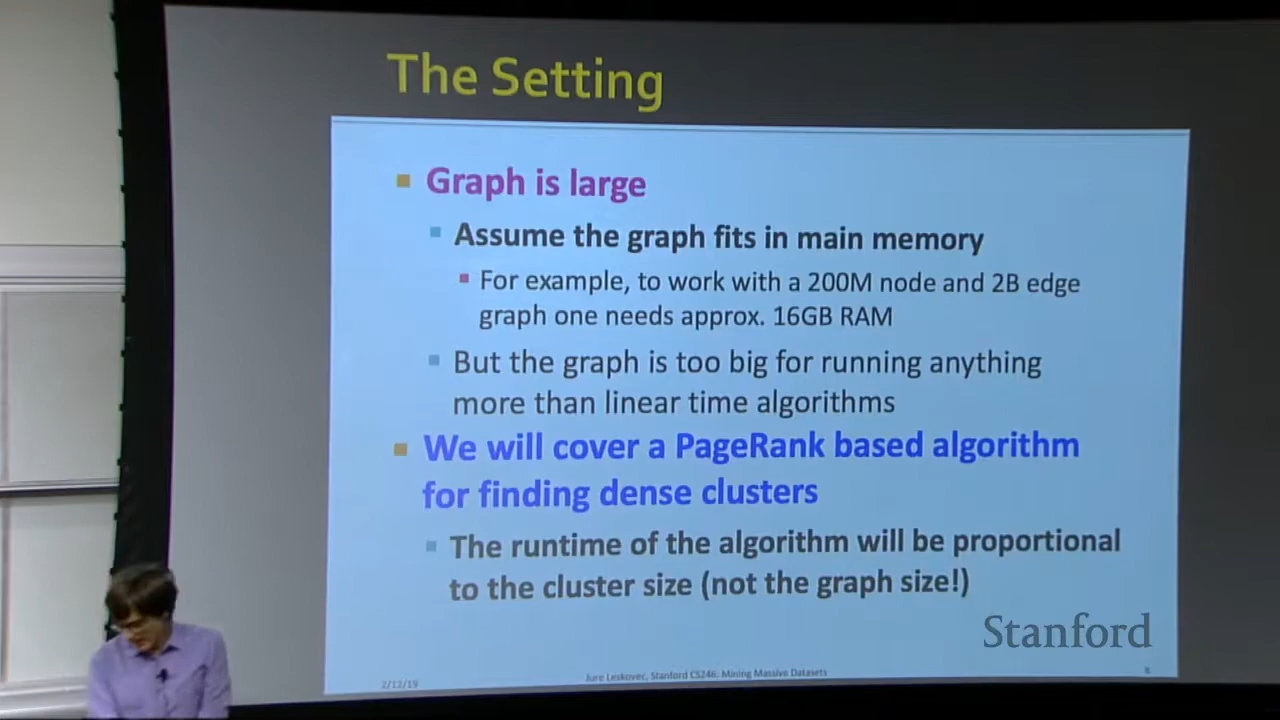 The Setting
Graph is large
Assume the graph fits in main memory
For example, to work with a 200M node and 2B edge
graph one needs approx. 16GB RAM
But the graph is too big for running anything
more than linear time algorithms
We will cover a PageRank based algorithm
for finding dense clusters
The runtime of the algorithm will be proportional
to the cluster size (not the graph size!)
Stanford
2/12/19
Jure Leskovec, Stanford CS246: Mining Massive Datasets